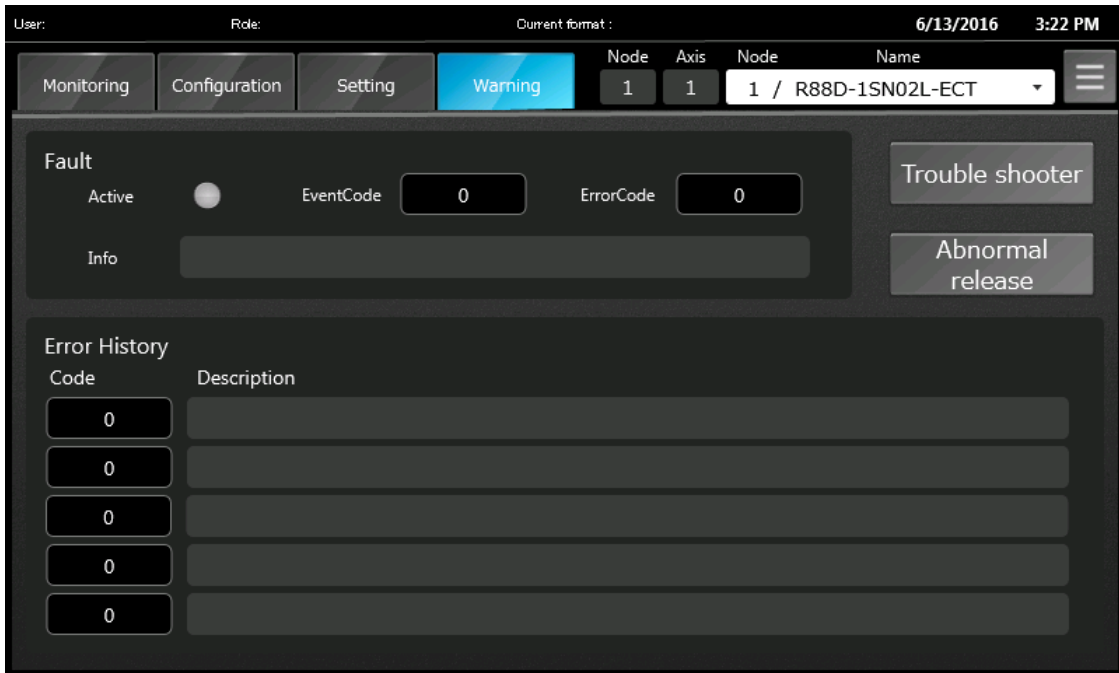 User: Role: Current format : 6/13/2016 3:22 PM
Node Axis Node Name
Monitoring Configuration Setting Warning 1 1 1 / R88D-1SN02L-ECT
Fault
Active EventCode 0 ErrorCode 0
Info
Trouble shooter
Abnormal
release
Error History
Code Description
0
0
0
0
0